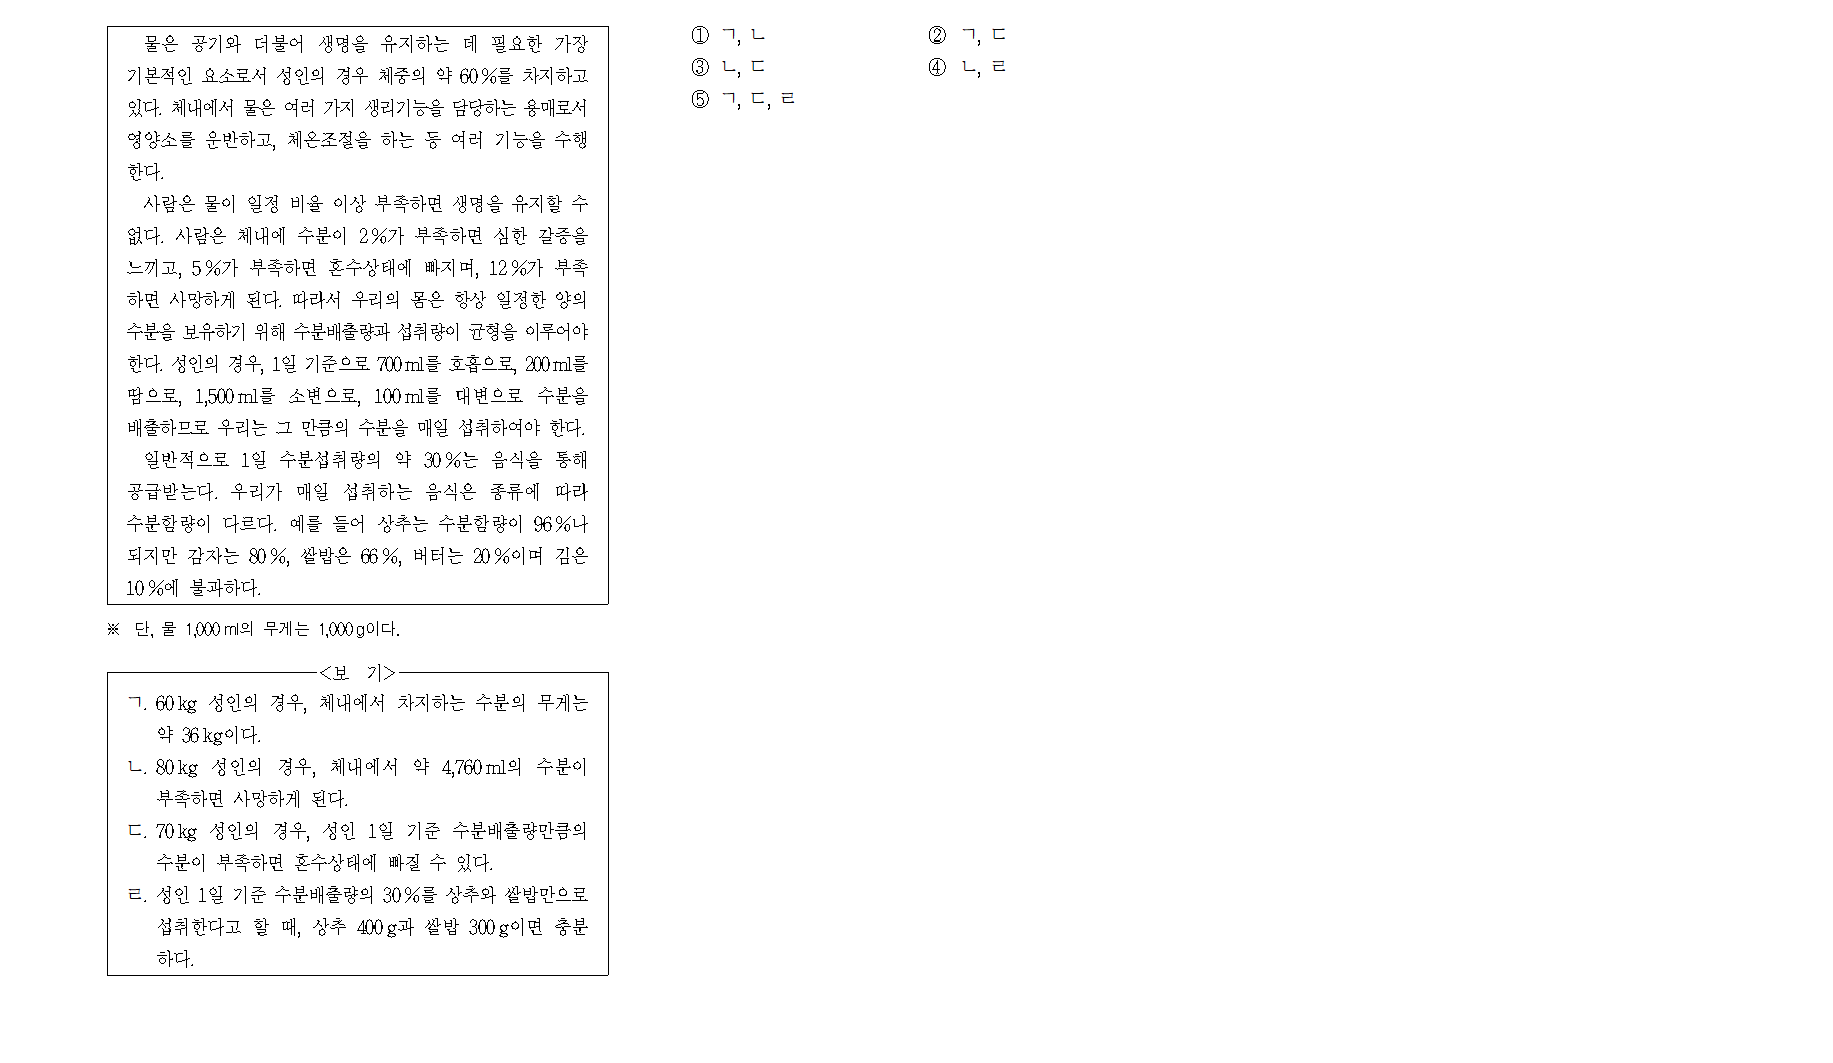 물은 공기와 더불어 생명을 유지하는 데 필요한 가장
기본적인 요소로서 성인의 경우 체중의 약 60%를 차지하고
있다. 체내에서 물은 여러 가지 생리기능을 담당하는 용매로서
영양소를 운반하고, 체온조절을 하는 등 여러 기능을 수행
한다.
사람은 물이 일정 비율 이상 부족하면 생명을 유지할 수
없다. 사람은 체내에 수분이 2%가 부족하면 심한 갈증을
느끼고, 5%가 부족하면 혼수상태에 빠지며, 12%가 부족
하면 사망하게 된다. 따라서 우리의 몸은 항상 일정한 양의
수분을 보유하기 위해 수분배출량과 섭취량이 균형을 이루어야
한다. 성인의 경우, 1일 기준으로 700ml를 호흡으로, 200ml를
땀으로, 1,500ml를 소변으로, 100ml를 대변으로 수분을
배출하므로 우리는 그 만큼의 수분을 매일 섭취하여야 한다.
일반적으로 1일 수분섭취량의 약 30%는 음식을 통해
공급받는다. 우리가 매일 섭취하는 음식은 종류에 따라
수분함량이 다르다. 예를 들어 상추는 수분함량이 96%나
되지만 감자는 80%, 쌀밥은 66%, 버터는 20%이며 김은
10%에 불과하다.
※ 단, 물 1,000ml의 무게는 1,000g이다.
<보 기>
ㄱ. 60kg 성인의 경우, 체내에서 차지하는 수분의 무게는
약 36kg이다.
ㄴ. 80kg 성인의 경우, 체내에서 약 4,760ml의 수분이
부족하면 사망하게 된다.
ㄷ. 70kg 성인의 경우, 성인 1일 기준 수분배출량만큼의
수분이 부족하면 혼수상태에 빠질 수 있다.
ㄹ. 성인 1일 기준 수분배출량의 30%를 상추와 쌀밥만으로
섭취한다고 할 때, 상추 400g과 쌀밥 300g이면 충분
하다.
① ㄱ, ㄴ ② ㄱ, ㄷ
③ ㄴ, ㄷ ④ ㄴ, ㄹ
⑤ ㄱ, ㄷ, ㄹ